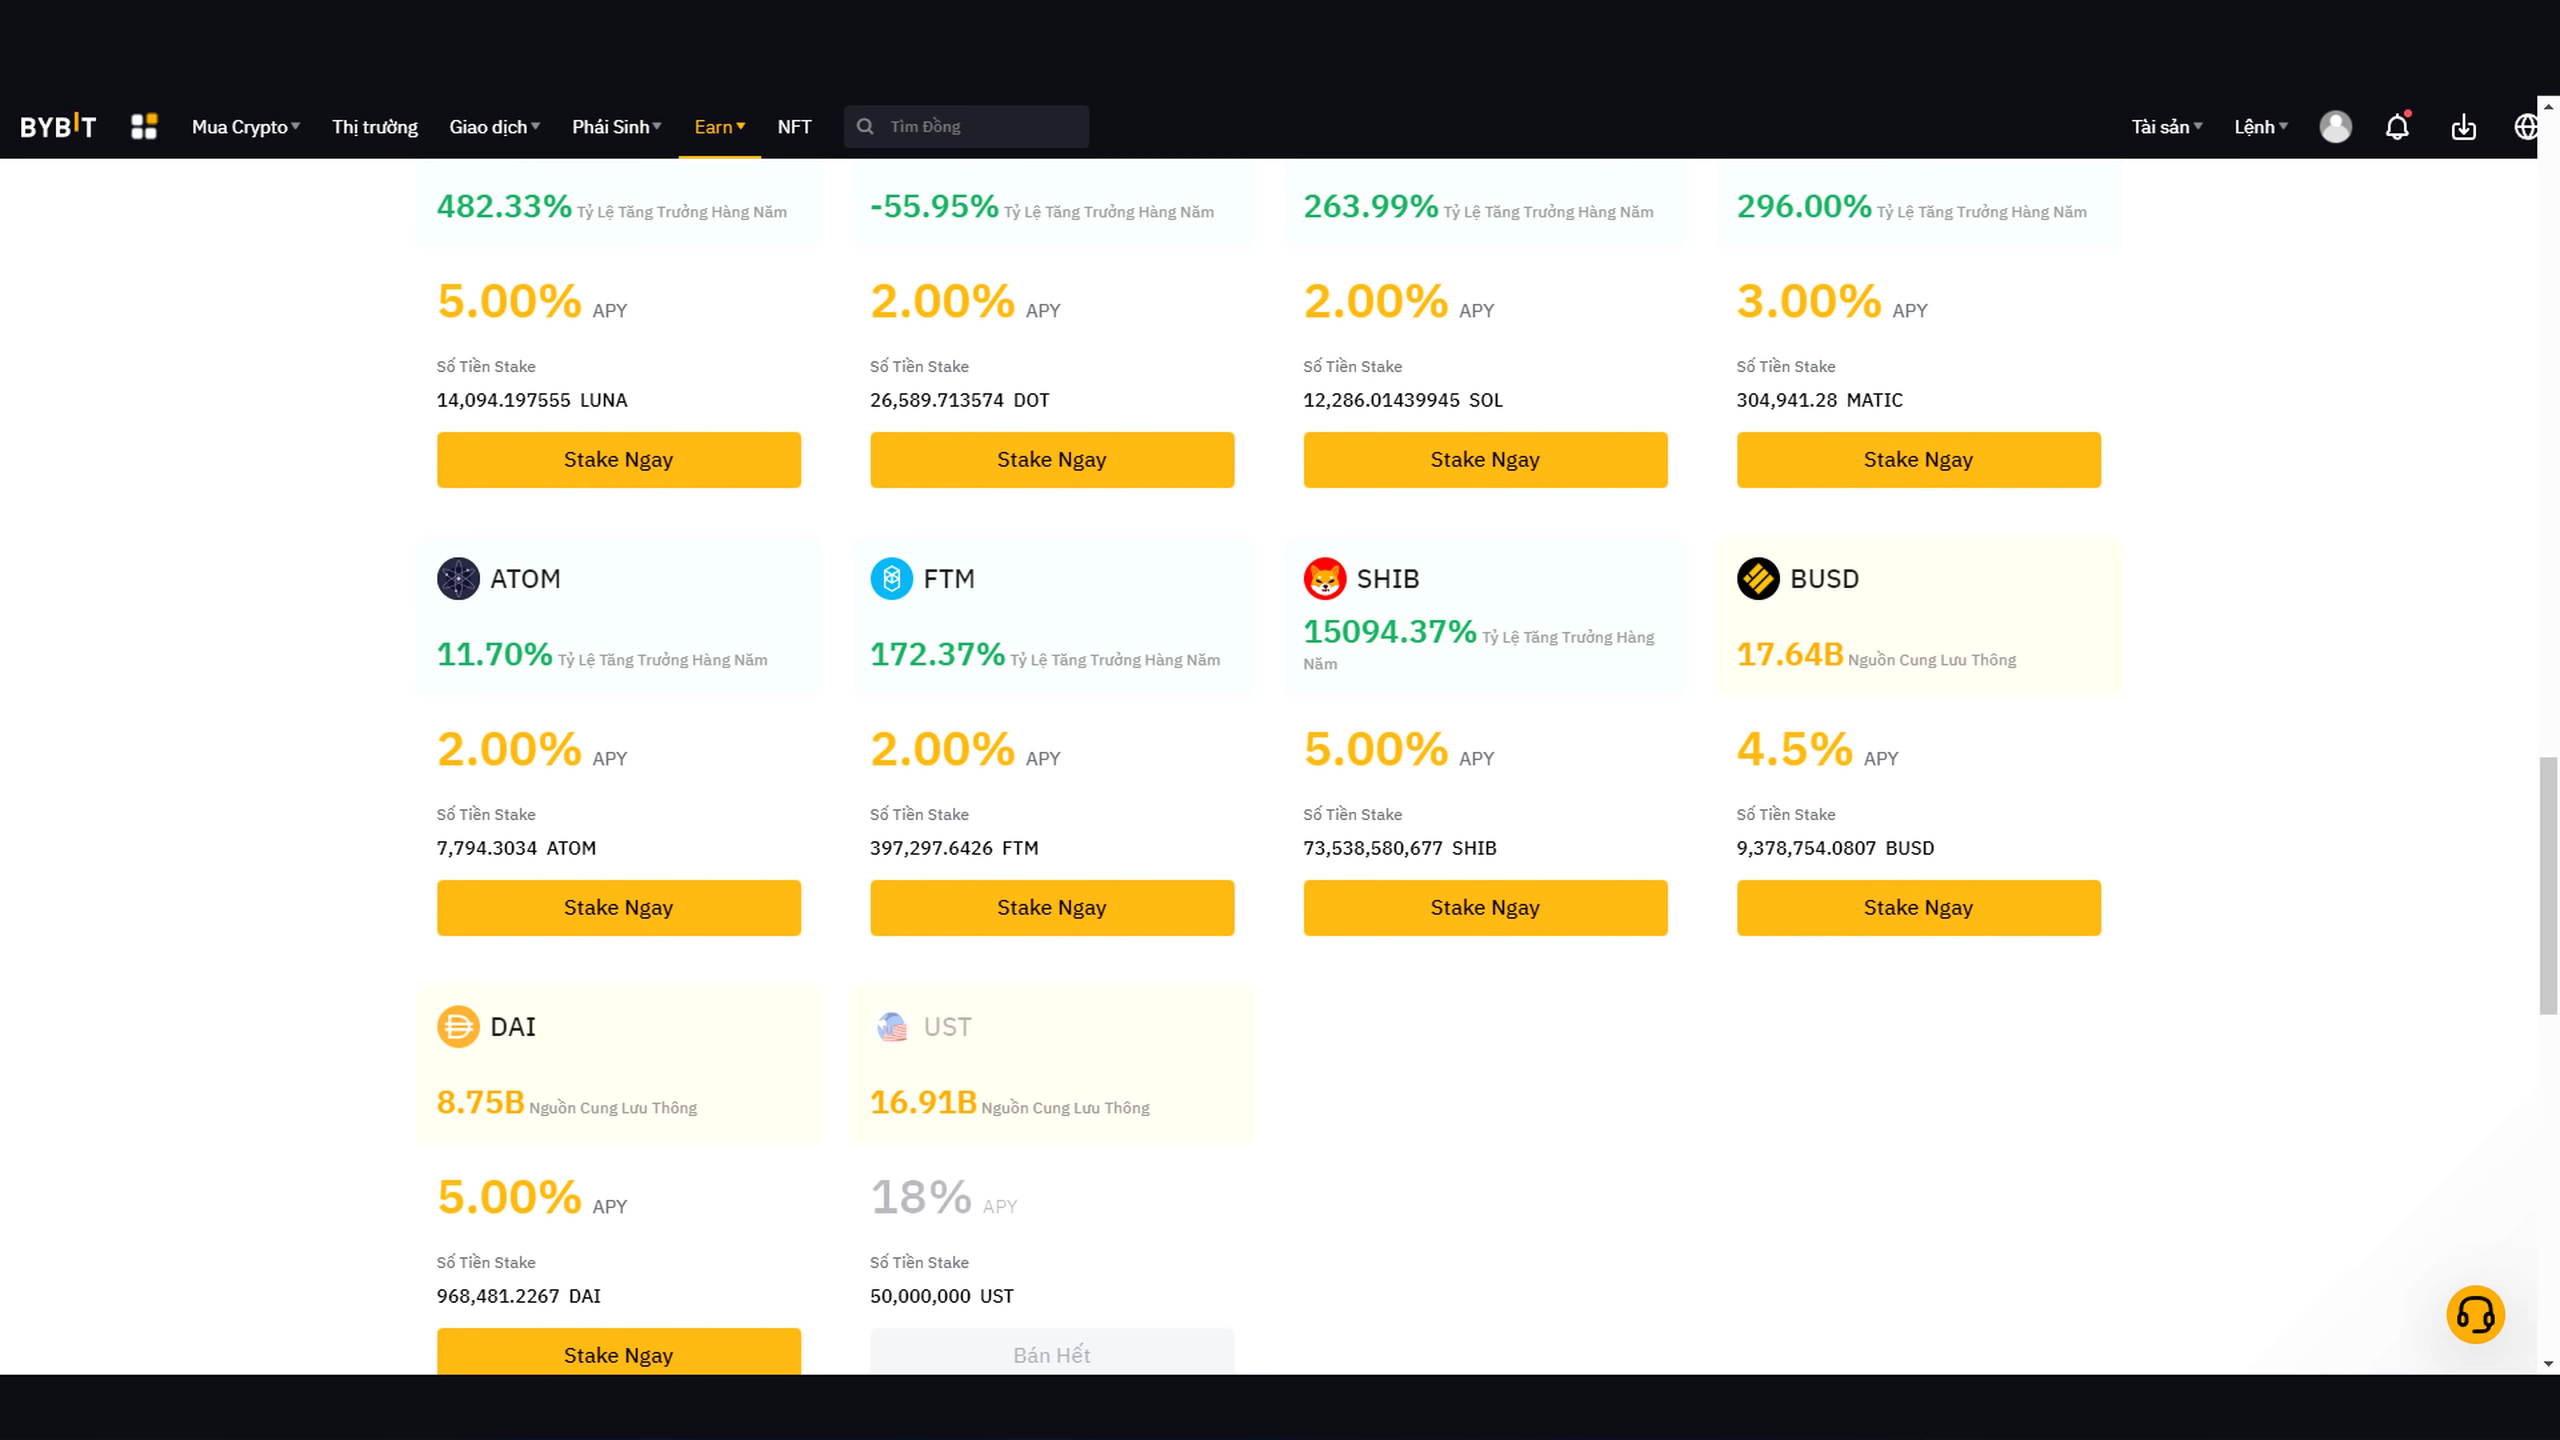 BYBIT Mua Crypto Thị trường Giao dịch Phái Sinh Earn NFT Tìm Đồng Tài sản Lệnh
482.33% Tỷ Lệ Tăng Trưởng Hàng Năm
-55.95% Tỷ Lệ Tăng Trưởng Hàng Năm
263.99% Tỷ Lệ Tăng Trưởng Hàng Năm
296.00% Tỷ Lệ Tăng Trưởng Hàng Năm
5.00% APY
2.00% APY
2.00% APY
3.00% APY
Số Tiền Stake
Số Tiền Stake
Số Tiền Stake
Số Tiền Stake
14,094.197555 LUNA
26,589.713574 DOT
12,286.01439945 SOL
304,941.28 MATIC
Stake Ngay
Stake Ngay
Stake Ngay
Stake Ngay
ATOM
FTM
SHIB
BUSD
11.70% Tỷ Lệ Tăng Trưởng Hàng Năm
172.37% Tỷ Lệ Tăng Trưởng Hàng Năm
15094.37% Tỷ Lệ Tăng Trưởng Hàng
Năm
17.64B Nguồn Cung Lưu Thông
2.00% APY
2.00% APY
5.00% APY
4.5% APY
Số Tiền Stake
Số Tiền Stake
Số Tiền Stake
Số Tiền Stake
7,794.3034 ATOM
397,297.6426 FTM
73,538,580,677 SHIB
9,378,754.0807 BUSD
Stake Ngay
Stake Ngay
Stake Ngay
Stake Ngay
DAI
UST
8.75B Nguồn Cung Lưu Thông
16.91B Nguồn Cung Lưu Thông
5.00% APY
18% APY
Số Tiền Stake
Số Tiền Stake
968,481.2267 DAI
50,000,000 UST
Stake Ngay
Bán Hết